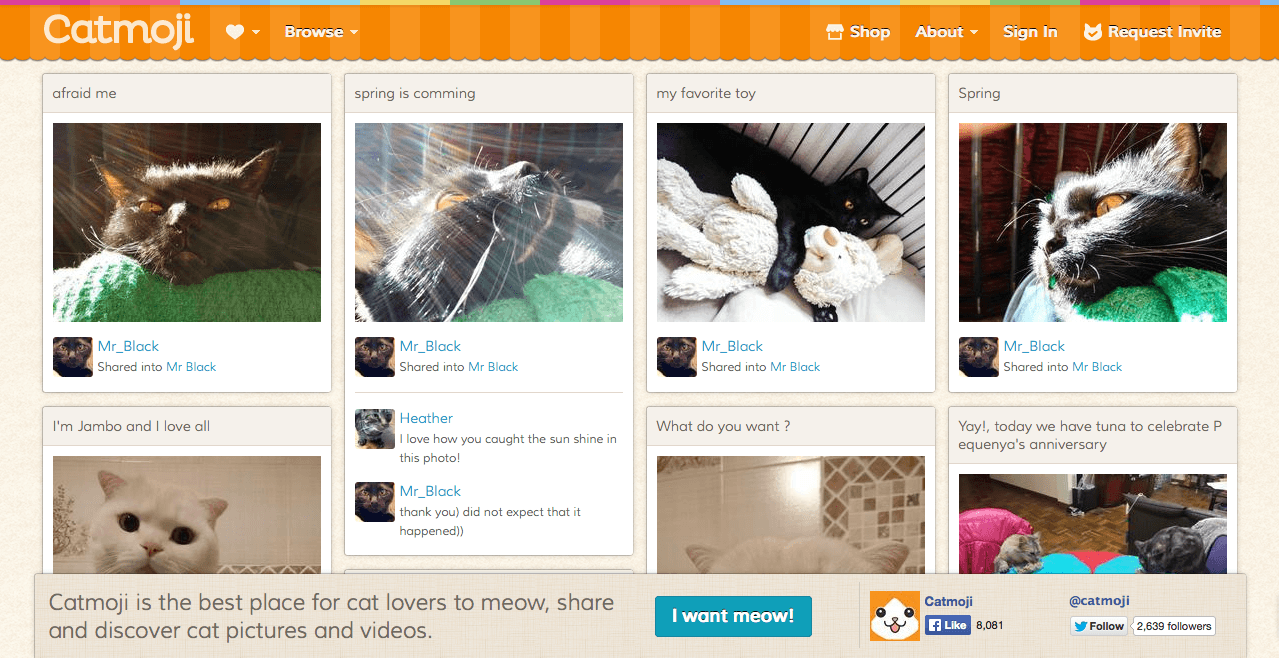 Catmoji
Browse
Shop
About
Sign In
Request Invite
afraid me
Mr_Black
Shared into Mr Black
spring is comming
Mr_Black
Shared into Mr Black
Heather
I love how you caught the sun shine in
this photo!
Mr_Black
thank you) did not expect that it
happened))
my favorite toy
Mr_Black
Shared into Mr Black
Spring
Mr_Black
Shared into Mr Black
I'm Jambo and I love all
What do you want ?
Yay!, today we have tuna to celebrate P
equenya's anniversary
Catmoji is the best place for cat lovers to meow, share
and discover cat pictures and videos.
I want meow!
Catmoji
Like 8,081
@catmoji
Follow 2,639 followers